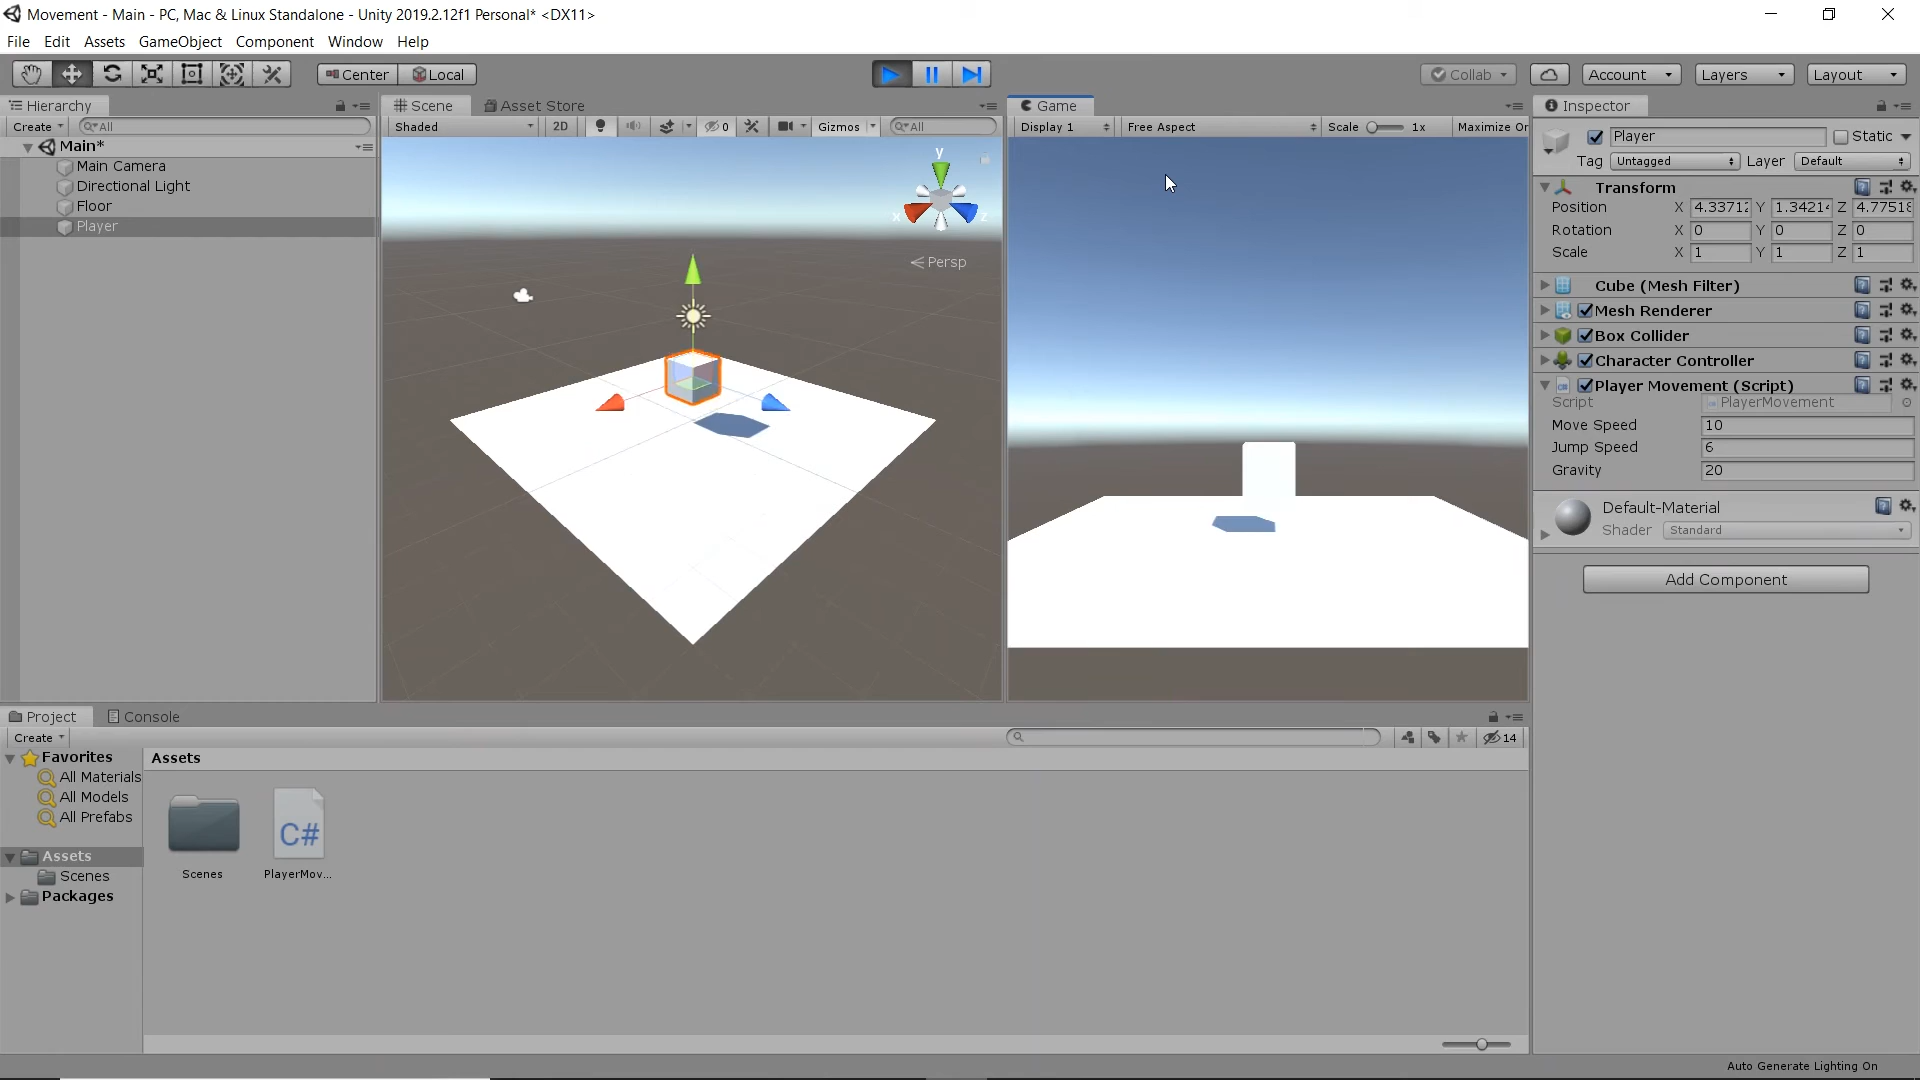 Movement - Main - PC, Mac & Linux Standalone - Unity 2019.2.12f1 Personal* <DX11>
File Edit Assets GameObject Component Window Help
Center Local Collab Account Layers Layout
Hierarchy
Create All
Main*
Main Camera
Directional Light
Floor
Player
Scene Asset Store
Shaded 2D 0 Gizmos All
y
x z
Persp
Game
Display 1 Free Aspect Scale 1x Maximize Or
Inspector
Player Static
Tag Untagged Layer Default
Transform
Position X 4.33712 Y 1.3421 Z 4.7751
Rotation X 0 Y 0 Z 0
Scale X 1 Y 1 Z 1
Cube (Mesh Filter)
Mesh Renderer
Box Collider
Character Controller
Player Movement (Script)
Script PlayerMovement
Move Speed 10
Jump Speed 6
Gravity 20
Default-Material
Shader Standard
Add Component
Project Console
Create 14
Favorites
All Materials
All Models
All Prefabs
Assets
Scenes
Packages
Assets
C#
Scenes PlayerMov...
Auto Generate Lighting On